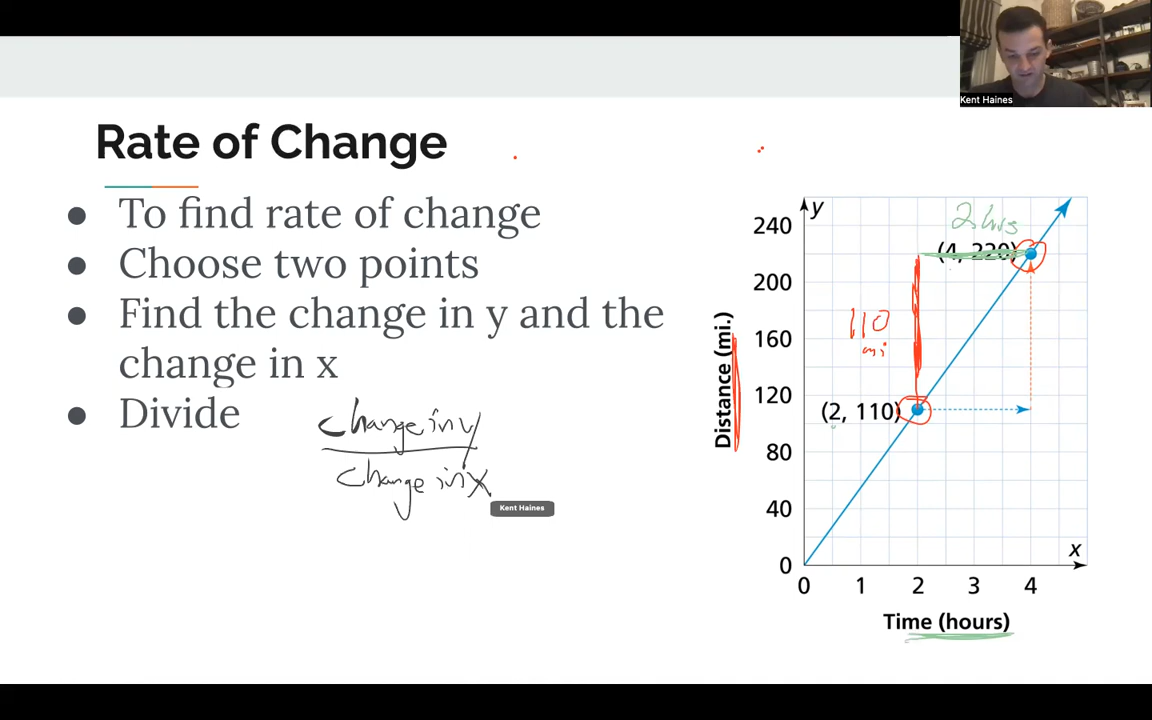 Kent Haines
Rate of Change
● To find rate of change
● Choose two points
● Find the change in y and the
change in x
● Divide
change in y
change in x
Kent Haines
y
2 hrs
240
(4, 220)
200
110
mi
160
Distance (mi.)
120
(2, 110)
80
40
x
0
0 1 2 3 4
Time (hours)